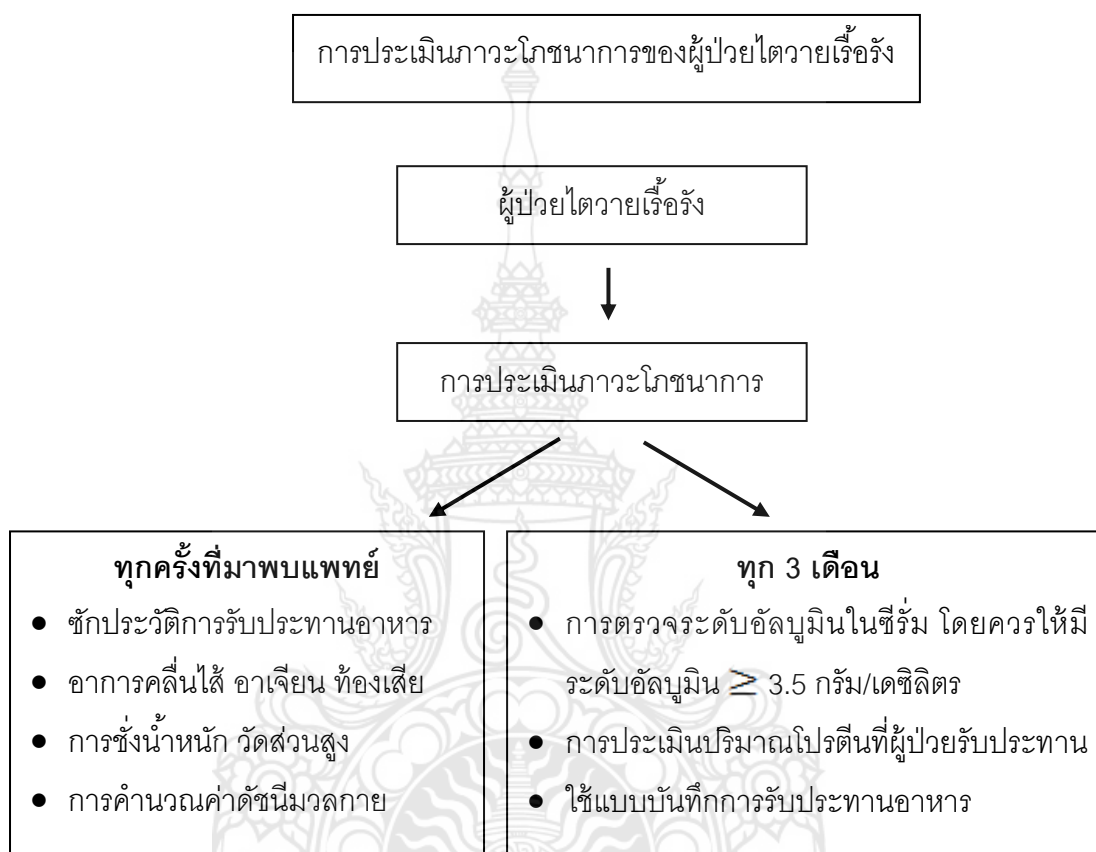 การประเมินภาวะโภชนาการของผู้ป่วยไตวายเรื้อรัง
ผู้ป่วยไตวายเรื้อรัง
การประเมินภาวะโภชนาการ
ทุกครั้งที่มาพบแพทย์
● ซักประวัติการรับประทานอาหาร
● อาการคลื่นไส้ อาเจียน ท้องเสีย
● การชั่งน้ำหนัก วัดส่วนสูง
● การคำนวณค่าดัชนีมวลกาย
ทุก 3 เดือน
● การตรวจระดับอัลบูมินในซีรั่ม โดยควรให้มี
ระดับอัลบูมิน ≥ 3.5 กรัม/เดซิลิตร
● การประเมินปริมาณโปรตีนที่ผู้ป่วยรับประทาน
● ใช้แบบบันทึกการรับประทานอาหาร